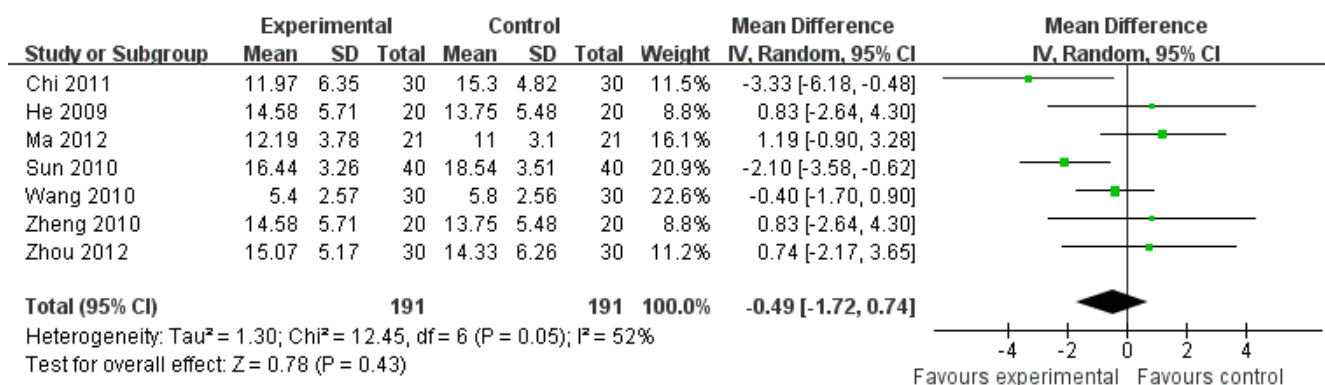 Experimental Control Mean Difference Mean Difference
Study or Subgroup Mean SD Total Mean SD Total Weight IV, Random, 95% CI IV, Random, 95% CI
Chi 2011 11.97 6.35 30 15.3 4.82 30 11.5% -3.33 [-6.18, -0.48]
He 2009 14.58 5.71 20 13.75 5.48 20 8.8% 0.83 [-2.64, 4.30]
Ma 2012 12.19 3.78 21 11 3.1 21 16.1% 1.19 [-0.90, 3.28]
Sun 2010 16.44 3.26 40 18.54 3.51 40 20.9% -2.10 [-3.58, -0.62]
Wang 2010 5.4 2.57 30 5.8 2.56 30 22.6% -0.40 [-1.70, 0.90]
Zheng 2010 14.58 5.71 20 13.75 5.48 20 8.8% 0.83 [-2.64, 4.30]
Zhou 2012 15.07 5.17 30 14.33 6.26 30 11.2% 0.74 [-2.17, 3.65]
Total (95% CI) 191 191 100.0% -0.49 [-1.72, 0.74]
Heterogeneity: Tau² = 1.30; Chi² = 12.45, df = 6 (P = 0.05); I² = 52%
Test for overall effect: Z = 0.78 (P = 0.43)
-4 -2 0 2 4
Favours experimental Favours control